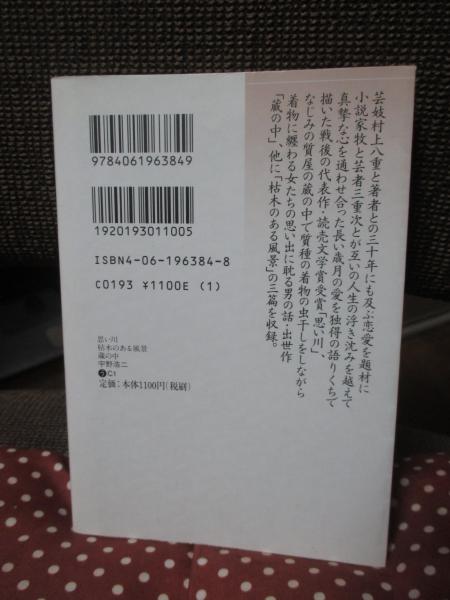 芸妓村上八重と著者との三十年にも及ぶ恋愛を題材に
小説家牧と芸者三重次とが互いの人生の浮き沈みを越えて
真摯な心を通わせ合った長い歳月の愛を独得の語りくちで
描いた戦後の代表作・読売文学賞受賞「思い川」、
なじみの質屋の蔵の中で質種の着物の虫干しをしながら
着物に纏わる女たちの思い出に耽る男の話・出世作
「蔵の中」、他に「枯木のある風景」の三篇を収録。
9784061963849
1920193011005
ISBN4-06-196384-8
C0193 ¥1100E (1)
思い川
枯木のある風景
蔵の中
宇野浩二
うC1
定価:本体1100円(税別)